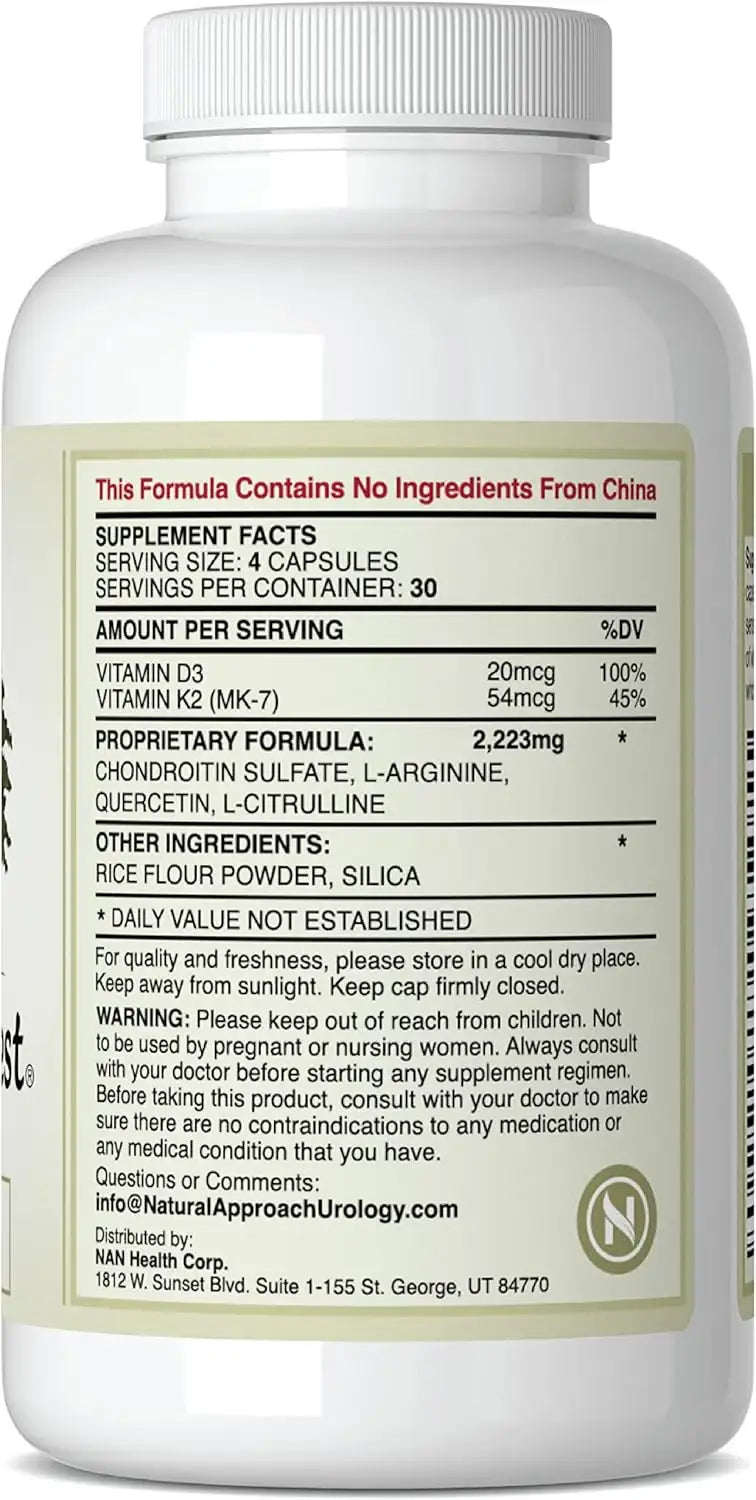 This Formula Contains No Ingredients From China
SUPPLEMENT FACTS
SERVING SIZE: 4 CAPSULES
SERVINGS PER CONTAINER: 30
AMOUNT PER SERVING %DV
VITAMIN D3 20mcg 100%
VITAMIN K2 (MK-7) 54mcg 45%
PROPRIETARY FORMULA: 2,223mg *
CHONDROITIN SULFATE, L-ARGININE,
QUERCETIN, L-CITRULLINE
OTHER INGREDIENTS: *
RICE FLOUR POWDER, SILICA
* DAILY VALUE NOT ESTABLISHED
For quality and freshness, please store in a cool dry place.
Keep away from sunlight. Keep cap firmly closed.
WARNING: Please keep out of reach from children. Not
to be used by pregnant or nursing women. Always consult
with your doctor before starting any supplement regimen.
Before taking this product, consult with your doctor to make
sure there are no contraindications to any medication or
any medical condition that you have.
Questions or Comments:
info@NaturalApproachUrology.com
Distributed by:
NAN Health Corp.
1812 W. Sunset Blvd. Suite 1-155 St. George, UT 84770
N